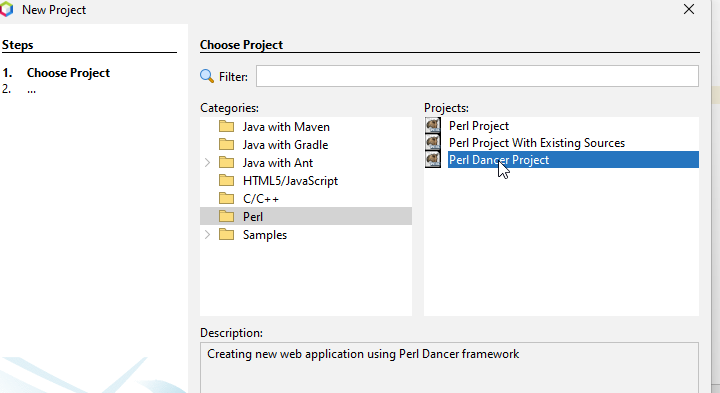 New Project
Steps
1. Choose Project
2. ...
Choose Project
Filter:
Categories:
Java with Maven
Java with Gradle
Java with Ant
HTML5/JavaScript
C/C++
Perl
Samples
Projects:
Perl Project
Perl Project With Existing Sources
Perl Dancer Project
Description:
Creating new web application using Perl Dancer framework